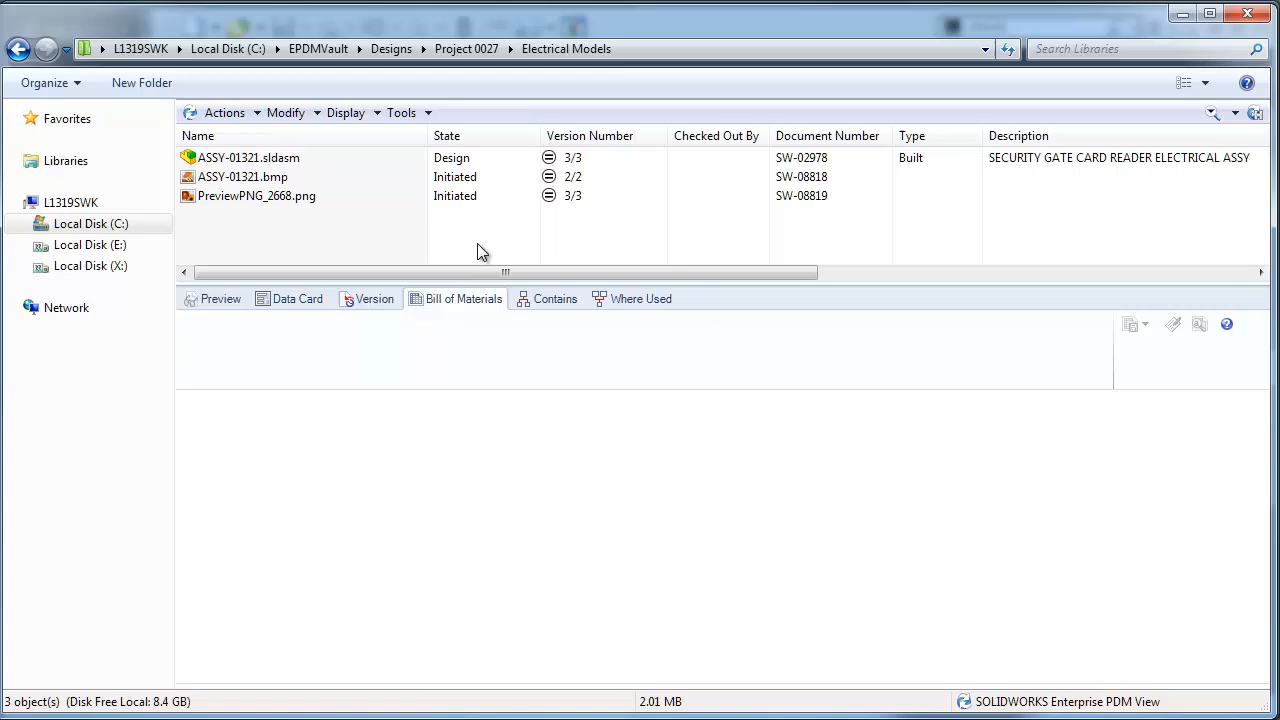 L1319SWK Local Disk (C:) EPDMVault Designs Project 0027 Electrical Models Search Libraries
Organize New Folder
Favorites
Libraries
L1319SWK
Local Disk (C:)
Local Disk (E:)
Local Disk (X:)
Network
Actions Modify Display Tools
Name State Version Number Checked Out By Document Number Type Description
ASSY-01321.sldasm Design 3/3 SW-02978 Built SECURITY GATE CARD READER ELECTRICAL ASSY
ASSY-01321.bmp Initiated 2/2 SW-08818
PreviewPNG_2668.png Initiated 3/3 SW-08819
Preview Data Card Version Bill of Materials Contains Where Used
3 object(s) (Disk Free Local: 8.4 GB) 2.01 MB SOLIDWORKS Enterprise PDM View